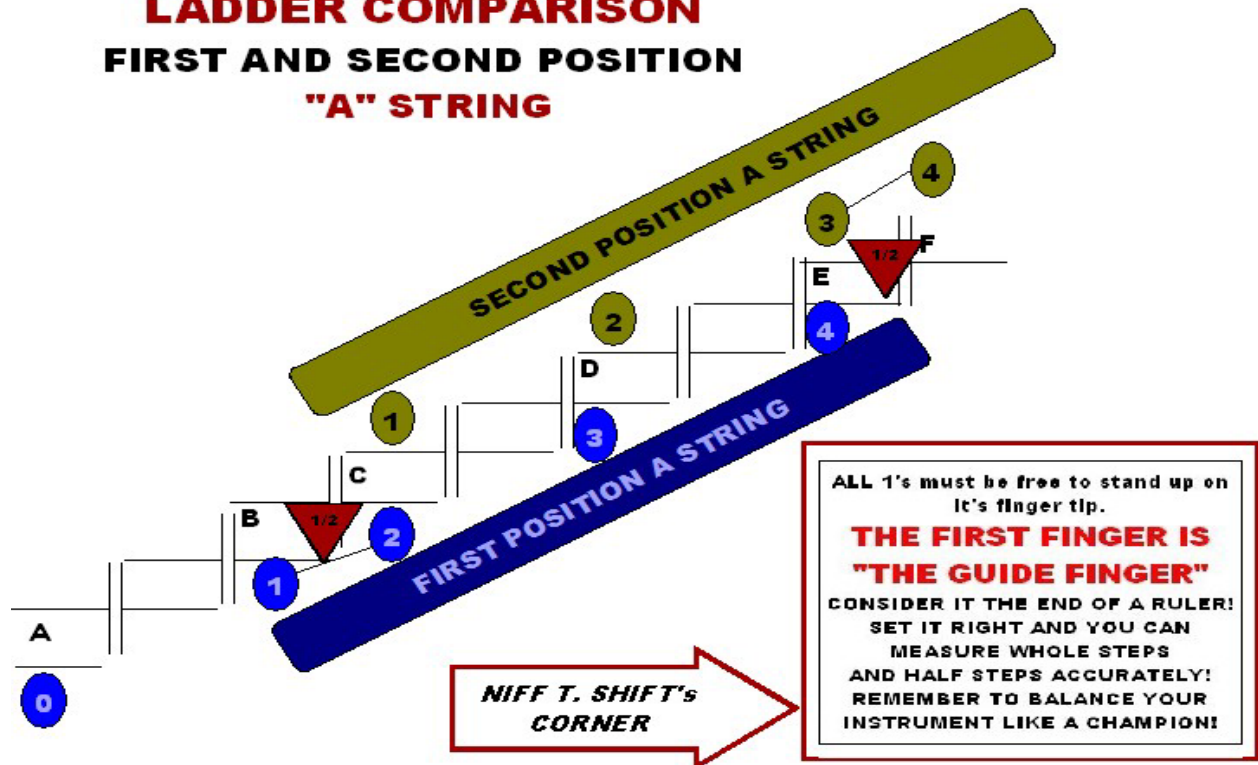 LADDER COMPARISON
FIRST AND SECOND POSITION
"A" STRING
SECOND POSITION A STRING
4
3
1/2
F
E
4
2
D
3
1
C
FIRST POSITION A STRING
B
1/2
2
1
A
0
NIFF T. SHIFT's
CORNER
ALL 1's must be free to stand up on
it's finger tip.
THE FIRST FINGER IS
"THE GUIDE FINGER"
CONSIDER IT THE END OF A RULER!
SET IT RIGHT AND YOU CAN
MEASURE WHOLE STEPS
AND HALF STEPS ACCURATELY!
REMEMBER TO BALANCE YOUR
INSTRUMENT LIKE A CHAMPION!